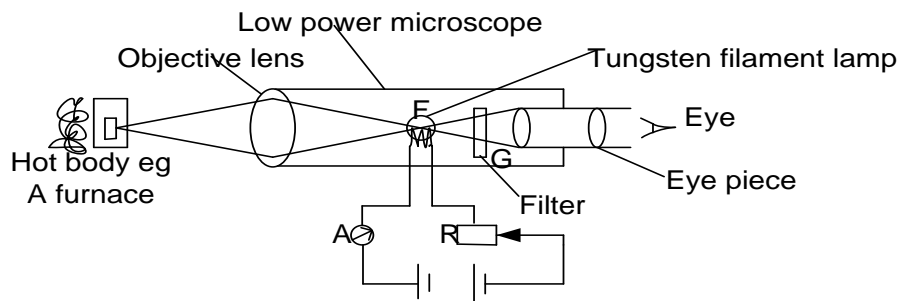 Low power microscope
Objective lens
Tungsten filament lamp
F
Eye
Hot body eg
A furnace
G
Eye piece
Filter
A
R